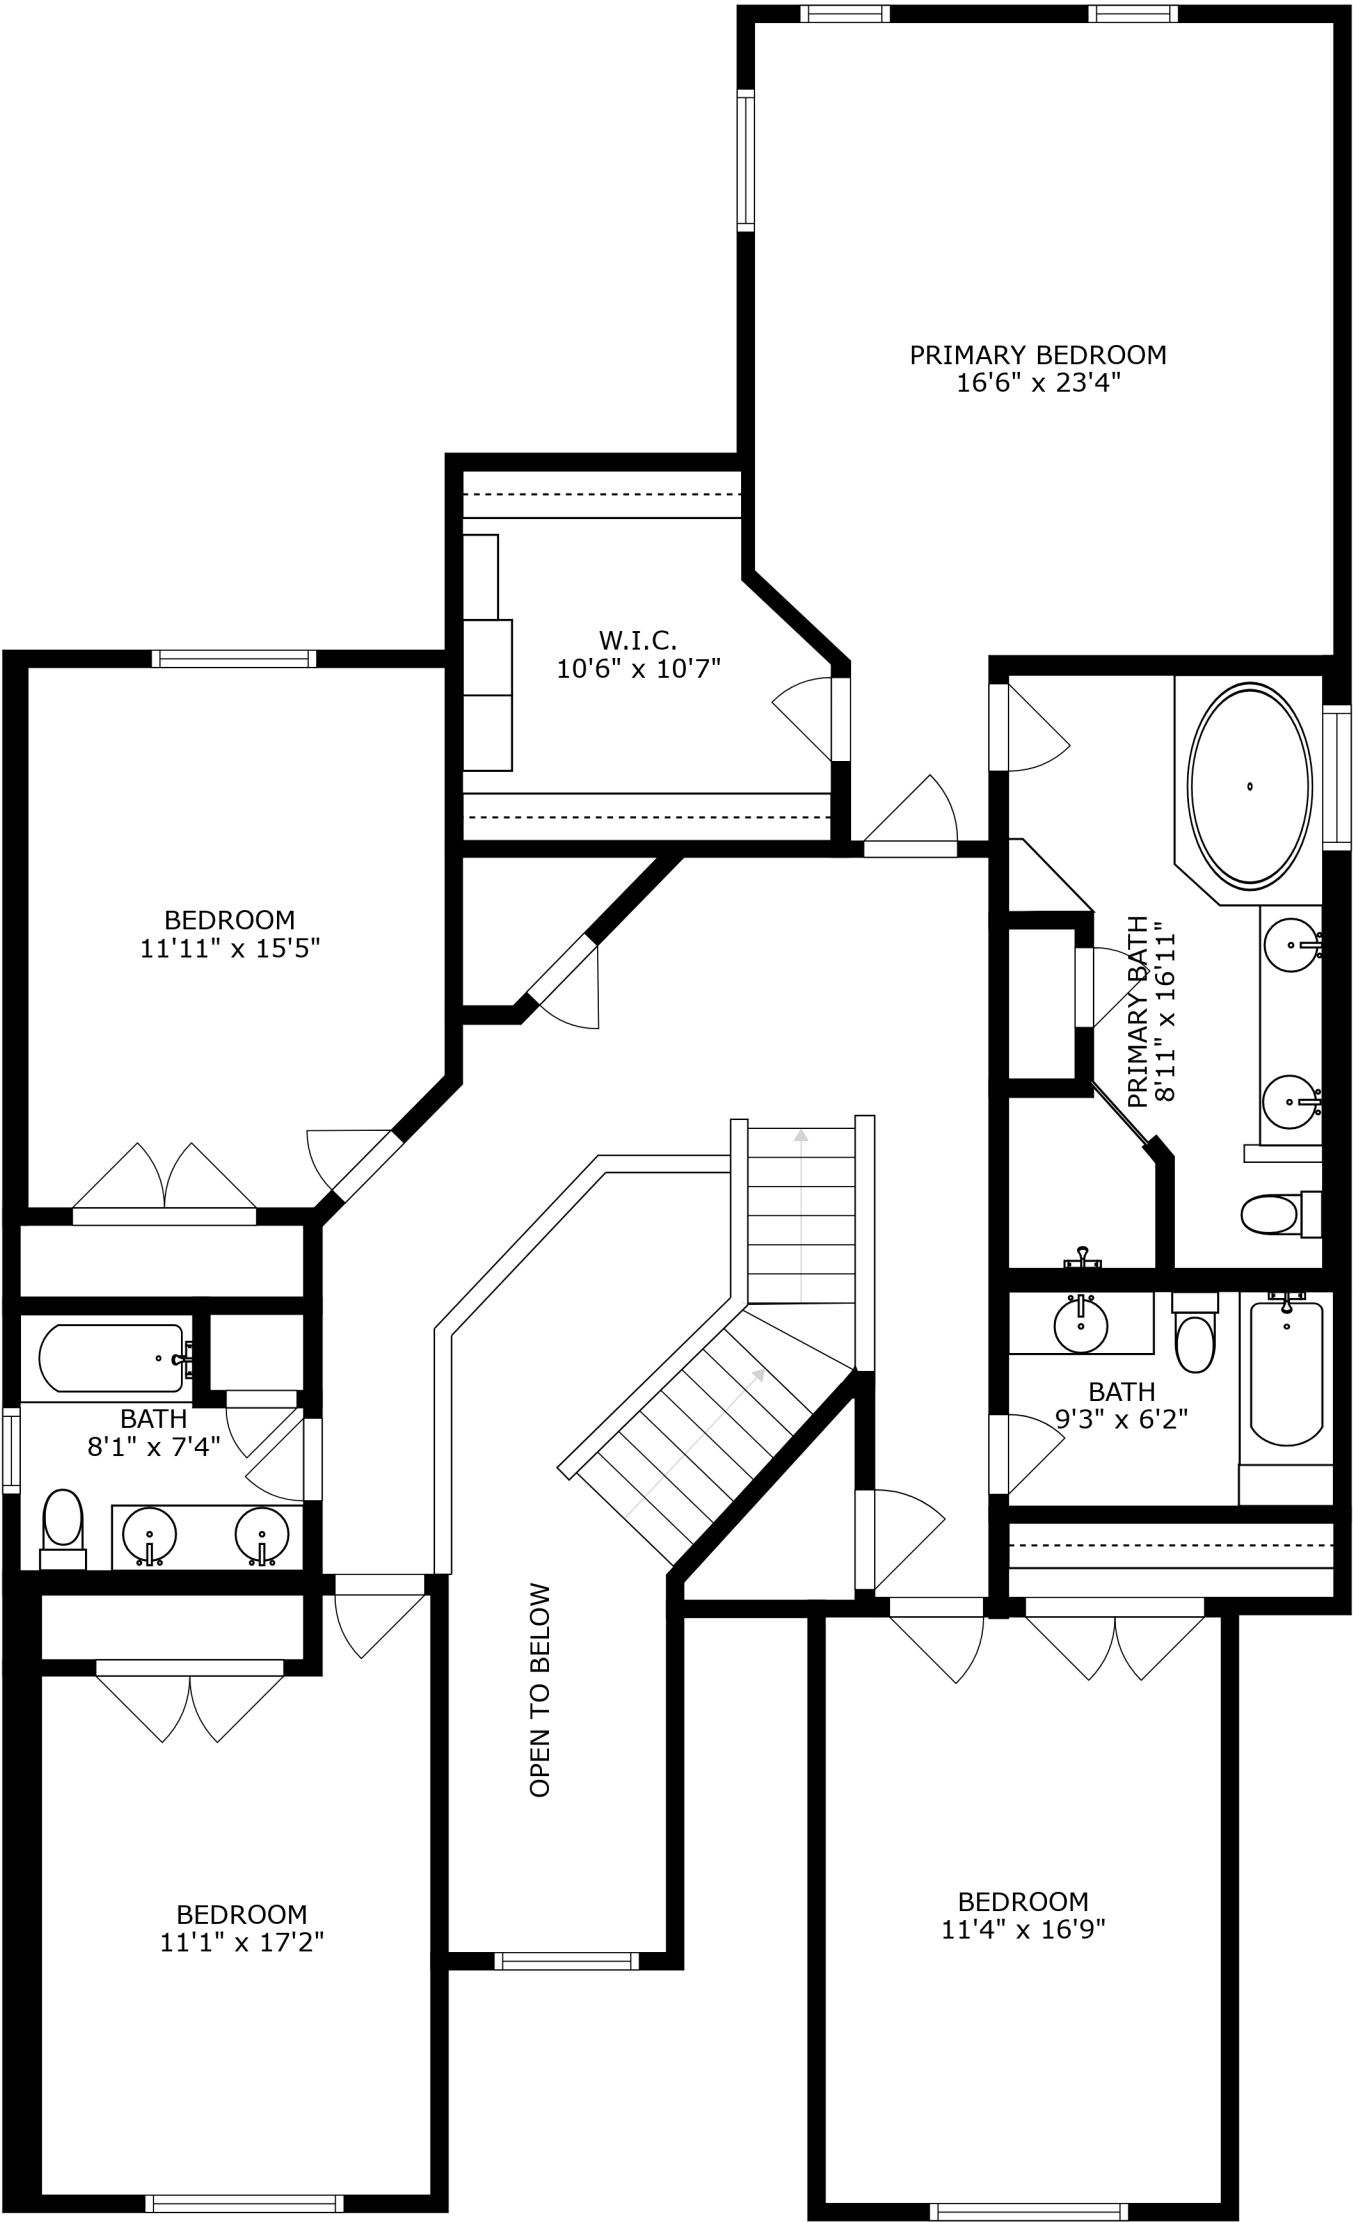 PRIMARY BEDROOM
16'6" x 23'4"
W.I.C.
10'6" x 10'7"
BEDROOM
11'11" x 15'5"
PRIMARY BATH
8'11" x 16'11"
BATH
9'3" x 6'2"
BATH
8'1" x 7'4"
OPEN TO BELOW
BEDROOM
11'1" x 17'2"
BEDROOM
11'4" x 16'9"